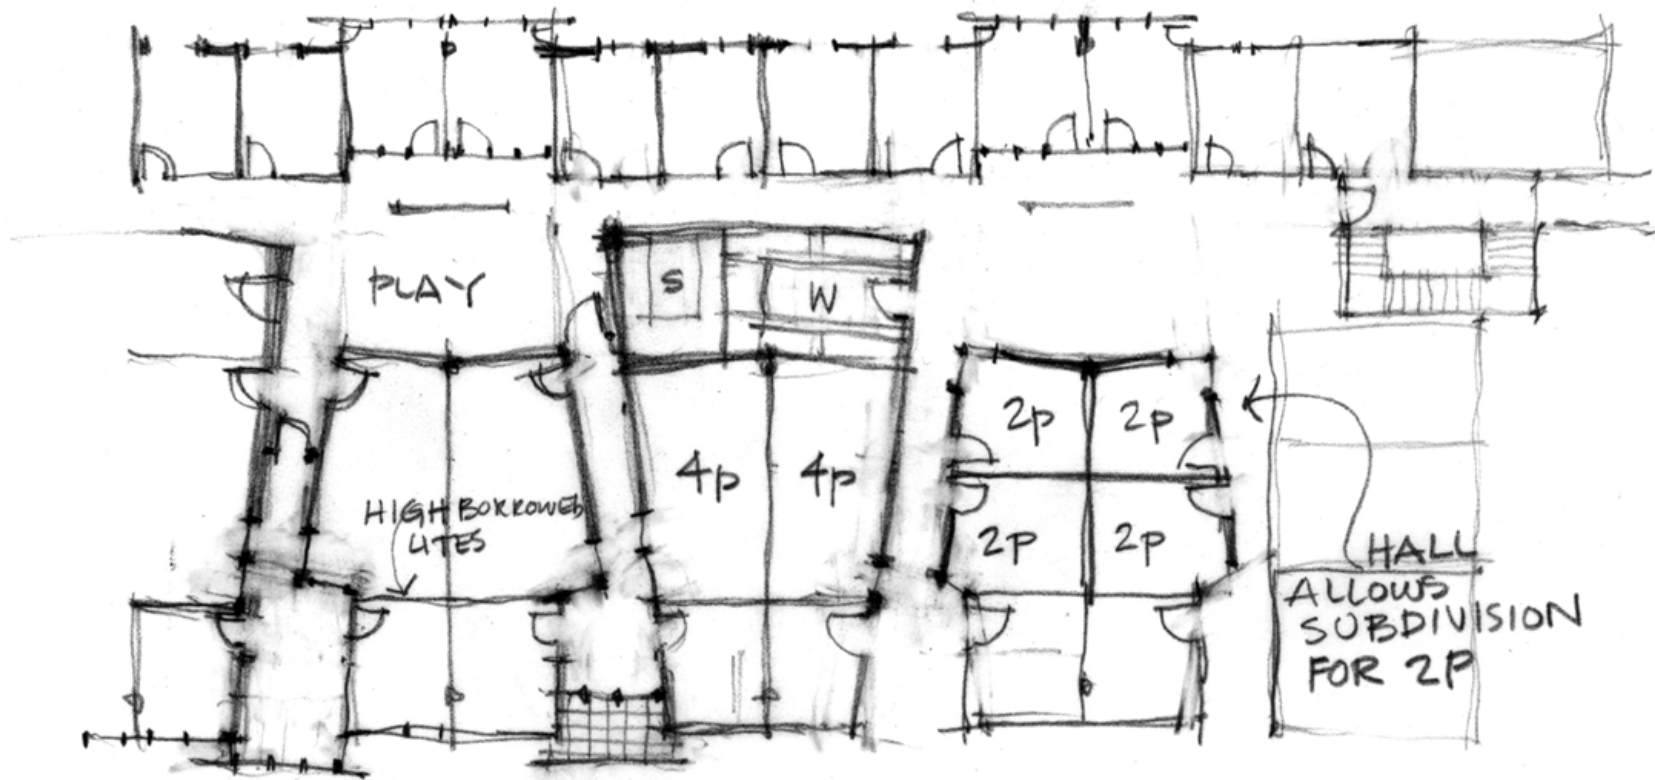 PLAY
S
W
2P
2P
4P
4P
HIGH BORROWED
LITES
2P
2P
HALL
ALLOWS
SUBDIVISION
FOR 2P